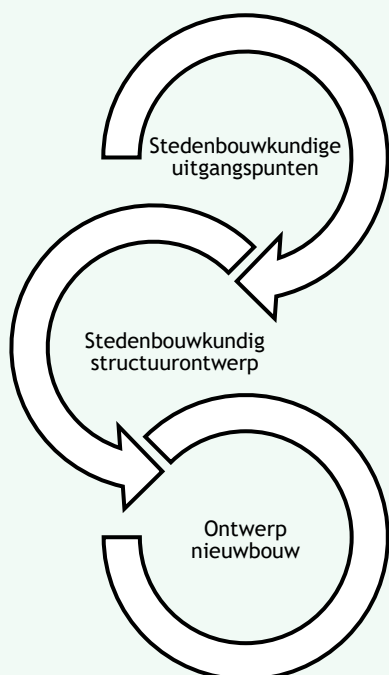 Stedenbouwkundige
uitgangspunten
Stedenbouwkundig
structuurontwerp
Ontwerp
nieuwbouw